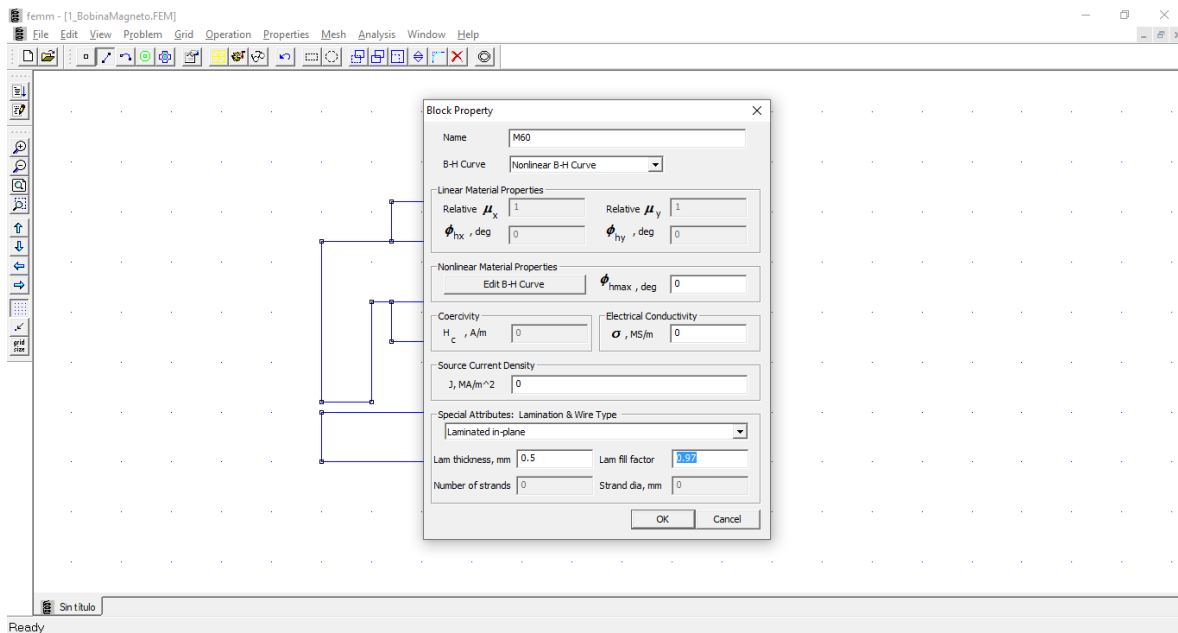 femm - [1_BobinaMagneto.FEM]
File Edit View Problem Grid Operation Properties Mesh Analysis Window Help
Block Property
Name M60
B-H Curve Nonlinear B-H Curve
Linear Material Properties
Relative μx 1 Relative μy 1
ϕhx , deg 0 ϕhy , deg 0
Nonlinear Material Properties
Edit B-H Curve ϕhmax , deg 0
Coercivity Electrical Conductivity
Hc , A/m 0 σ , MS/m 0
Source Current Density
J, MA/m^2 0
Special Attributes: Lamination & Wire Type
Laminated in-plane
Lam thickness, mm 0.5 Lam fill factor 0.97
Number of strands 0 Strand dia, mm 0
OK Cancel
grid
size
Sin título
Ready